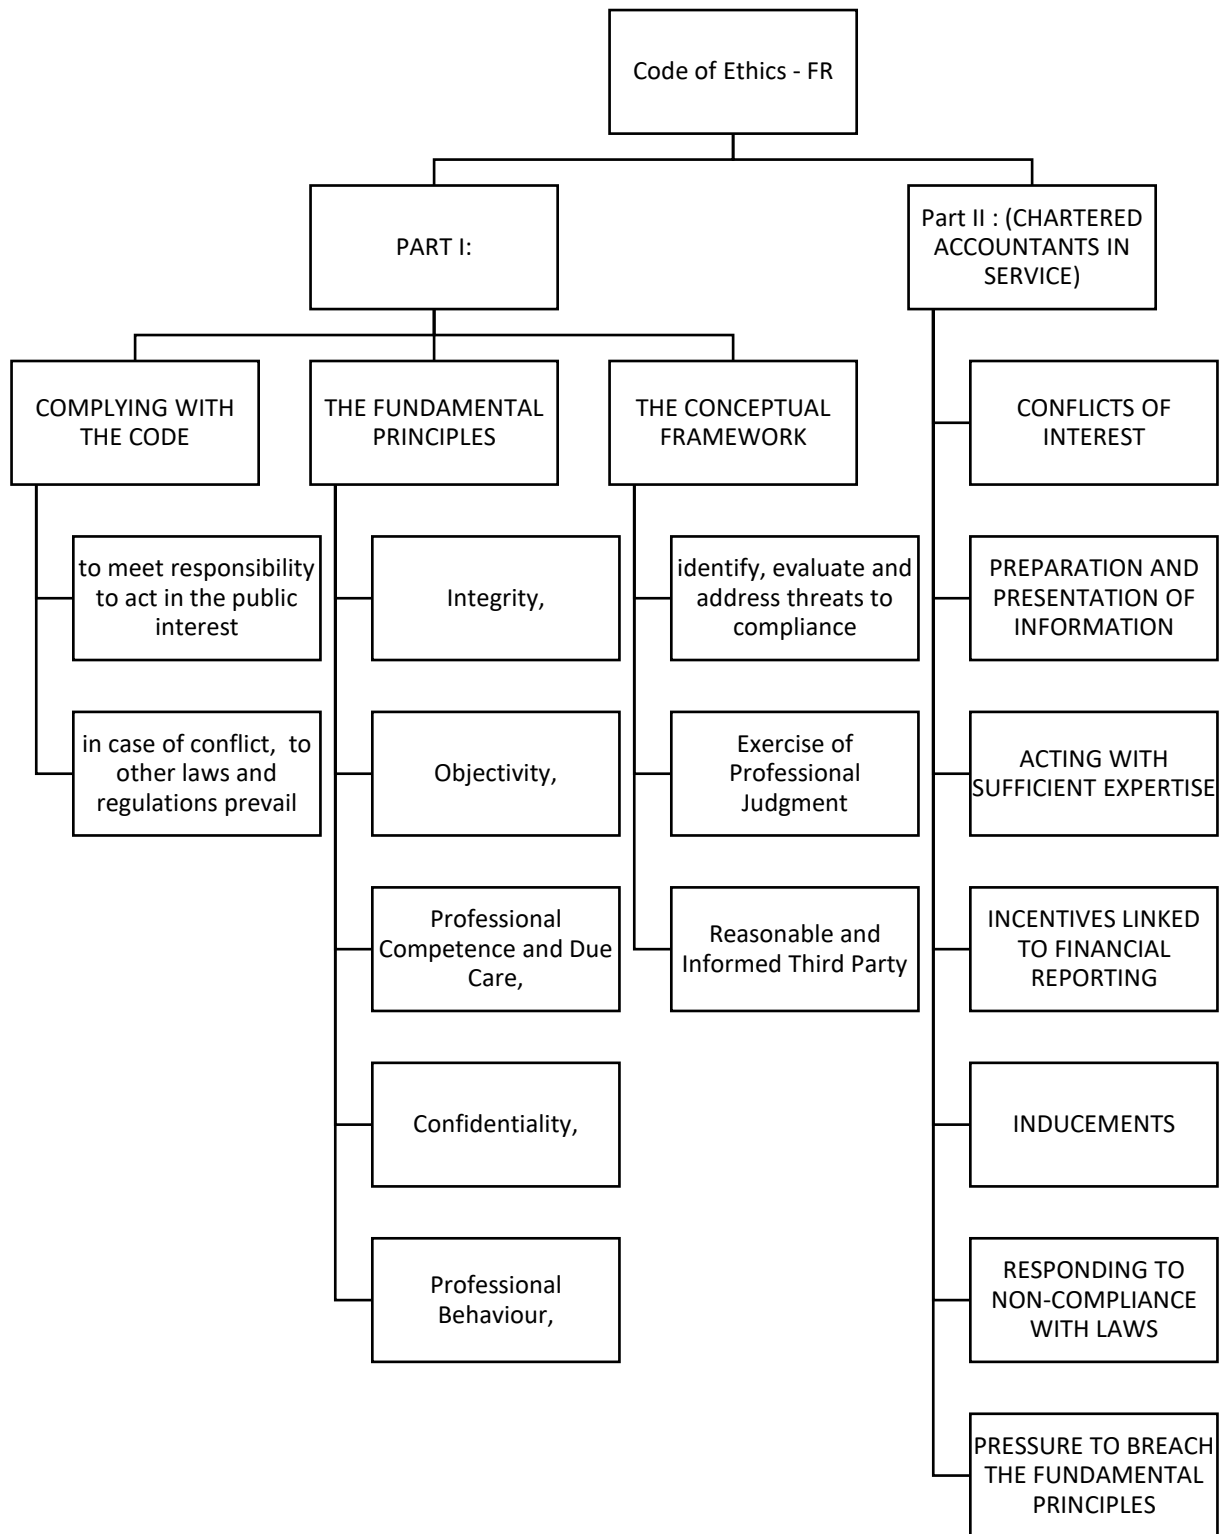 Code of Ethics - FR
PART I:
Part II : (CHARTERED
ACCOUNTANTS IN
SERVICE)
COMPLYING WITH
THE CODE
to meet responsibility
to act in the public
interest
in case of conflict,  to
other laws and
regulations prevail
THE FUNDAMENTAL
PRINCIPLES
Integrity,
Objectivity,
Professional
Competence and Due
Care,
Confidentiality,
Professional
Behaviour,
THE CONCEPTUAL
FRAMEWORK
identify, evaluate and
address threats to
compliance
Exercise of
Professional
Judgment
Reasonable and
Informed Third Party
CONFLICTS OF
INTEREST
PREPARATION AND
PRESENTATION OF
INFORMATION
ACTING WITH
SUFFICIENT EXPERTISE
INCENTIVES LINKED
TO FINANCIAL
REPORTING
INDUCEMENTS
RESPONDING TO
NON-COMPLIANCE
WITH LAWS
PRESSURE TO BREACH
THE FUNDAMENTAL
PRINCIPLES